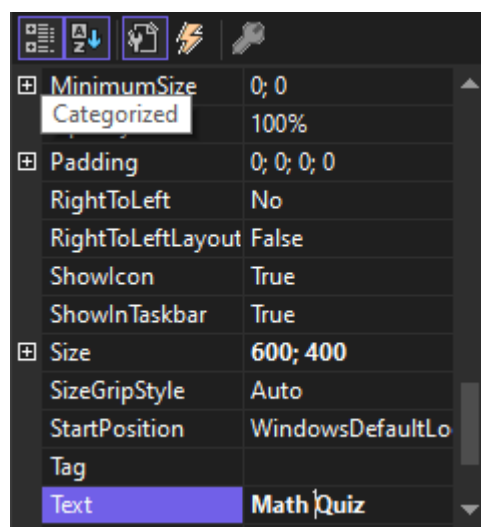 MinimumSize 0; 0
Categorized
100%
Padding 0; 0; 0; 0
RightToLeft No
RightToLeftLayout False
ShowIcon True
ShowInTaskbar True
Size 600; 400
SizeGripStyle Auto
StartPosition WindowsDefaultLo
Tag
Text Math Quiz